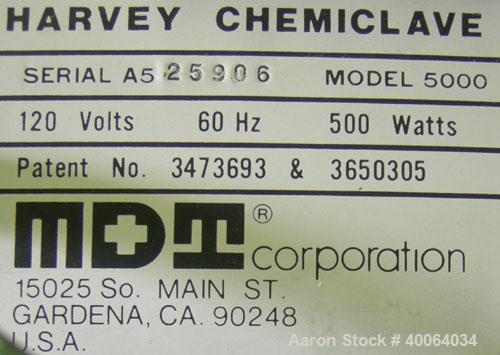 HARVEY CHEMICLAVE
SERIAL A5 25906 MODEL 5000
120 Volts 60 Hz 500 Watts
Patent No. 3473693 & 3650305
MDT® corporation
15025 So. MAIN ST.
GARDENA, CA. 90248
U.S.A.
Aaron Stock # 40064034